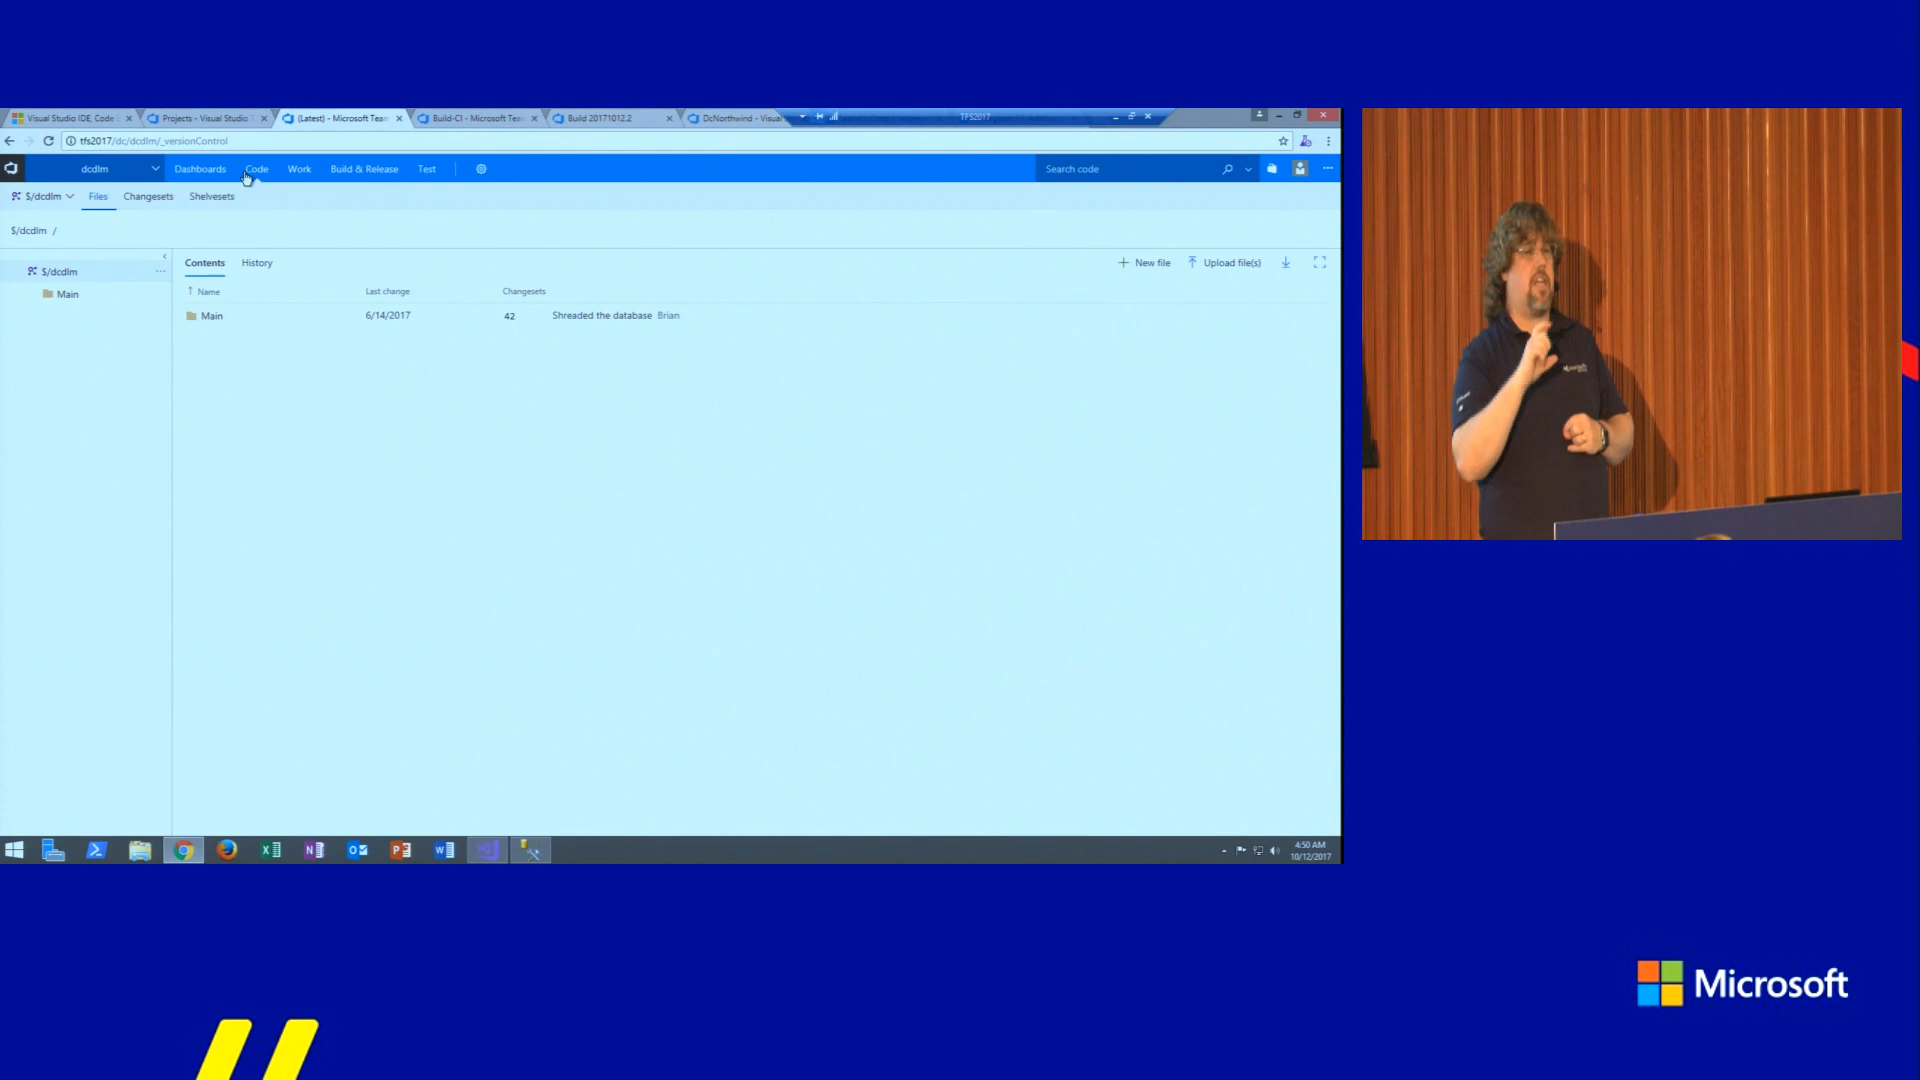 Visual Studio IDE, Code
Projects - Visual Studio
(Latest) - Microsoft Team
Build-CI - Microsoft Team
Build 20171012.2
DcNorthwind - Visual
TFS2017
tfs2017/dc/dcdlm/_versionControl
dcdlm
Dashboards
Code
Work
Build & Release
Test
Search code
$/dcdlm
Files
Changesets
Shelvesets
$/dcdlm /
$/dcdlm
Main
Contents
History
New file
Upload file(s)
Name
Last change
Changesets
Main
6/14/2017
42
Shreaded the database
Brian
4:50 AM
10/12/2017
Microsoft